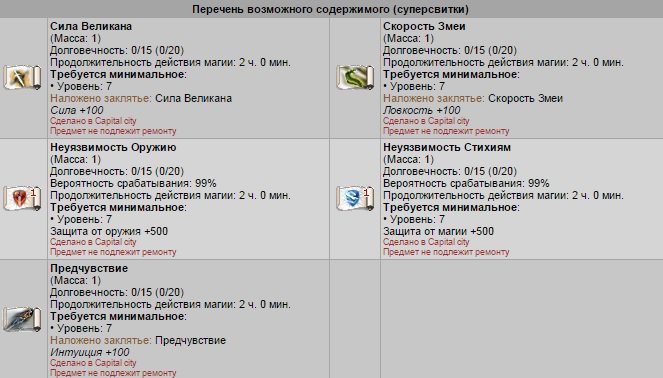 Перечень возможного содержимого (суперсвитки)
Сила Великана
(Масса: 1)
Долговечность: 0/15 (0/20)
Продолжительность действия магии: 2 ч. 0 мин.
Требуется минимальное:
• Уровень: 7
Наложено заклятье: Сила Великана
Сила +100
Сделано в Capital city
Предмет не подлежит ремонту
Скорость Змеи
(Масса: 1)
Долговечность: 0/15 (0/20)
Продолжительность действия магии: 2 ч. 0 мин.
Требуется минимальное:
• Уровень: 7
Наложено заклятье: Скорость Змеи
Ловкость +100
Сделано в Capital city
Предмет не подлежит ремонту
1
Неуязвимость Оружию
(Масса: 1)
Долговечность: 0/15 (0/20)
Вероятность срабатывания: 99%
Продолжительность действия магии: 2 ч. 0 мин.
Требуется минимальное:
• Уровень: 7
Защита от оружия +500
Сделано в Capital city
Предмет не подлежит ремонту
1
Неуязвимость Стихиям
(Масса: 1)
Долговечность: 0/15 (0/20)
Вероятность срабатывания: 99%
Продолжительность действия магии: 2 ч. 0 мин.
Требуется минимальное:
• Уровень: 7
Защита от магии +500
Сделано в Capital city
Предмет не подлежит ремонту
Предчувствие
(Масса: 1)
Долговечность: 0/15 (0/20)
Продолжительность действия магии: 2 ч. 0 мин.
Требуется минимальное:
• Уровень: 7
Наложено заклятье: Предчувствие
Интуиция +100
Сделано в Capital city
Предмет не подлежит ремонту